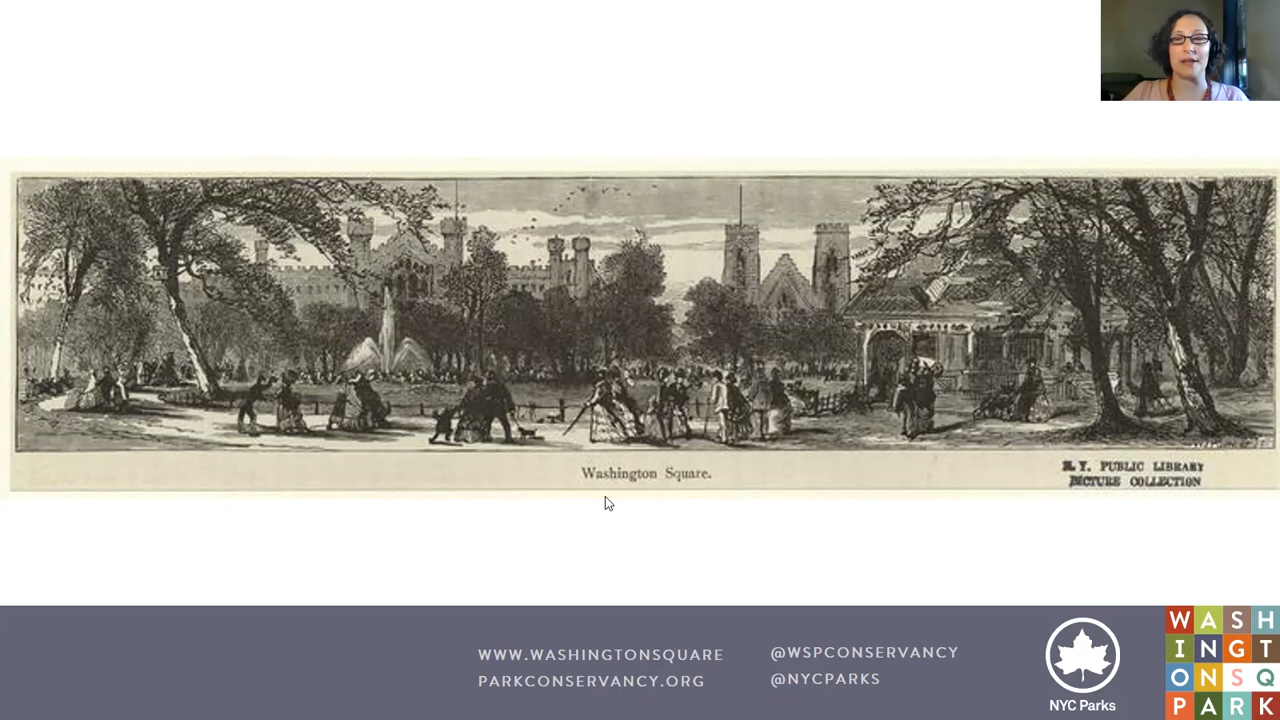 Washington Square.
N.Y. PUBLIC LIBRARY
PICTURE COLLECTION
WWW.WASHINGTONSQUARE
PARKCONSERVANCY.ORG
@WSPCONSERVANCY
@NYCPARKS
NYC Parks
WASH
INGT
ONSQ
PARK